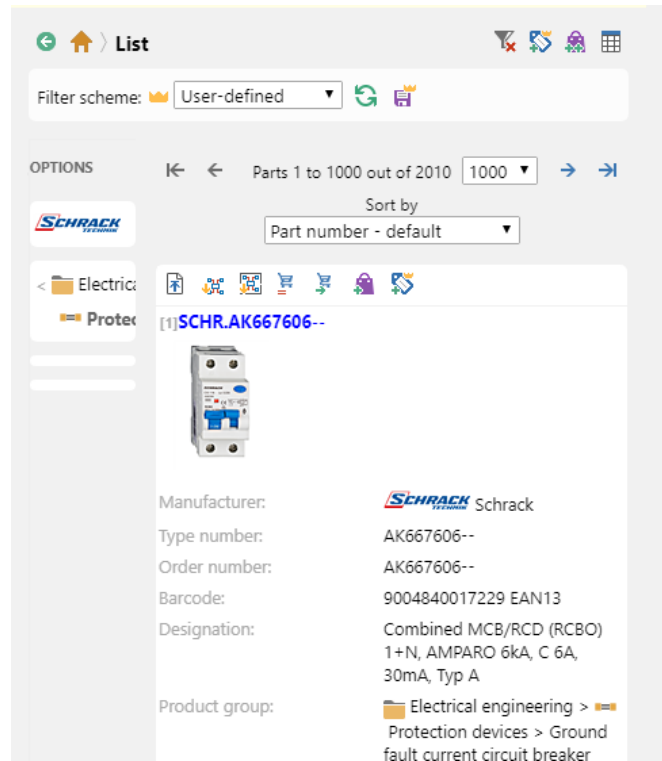 List
Filter scheme: User-defined
OPTIONS
Parts 1 to 1000 out of 2010 1000
Sort by
Part number - default
SCHRACK
TECHNIK
< Electrica
Protec
[1]SCHR.AK667606--
Manufacturer: SCHRACK TECHNIK Schrack
Type number: AK667606--
Order number: AK667606--
Barcode: 9004840017229 EAN13
Designation: Combined MCB/RCD (RCBO)
1+N, AMPARO 6kA, C 6A,
30mA, Typ A
Product group: Electrical engineering >
Protection devices > Ground
fault current circuit breaker